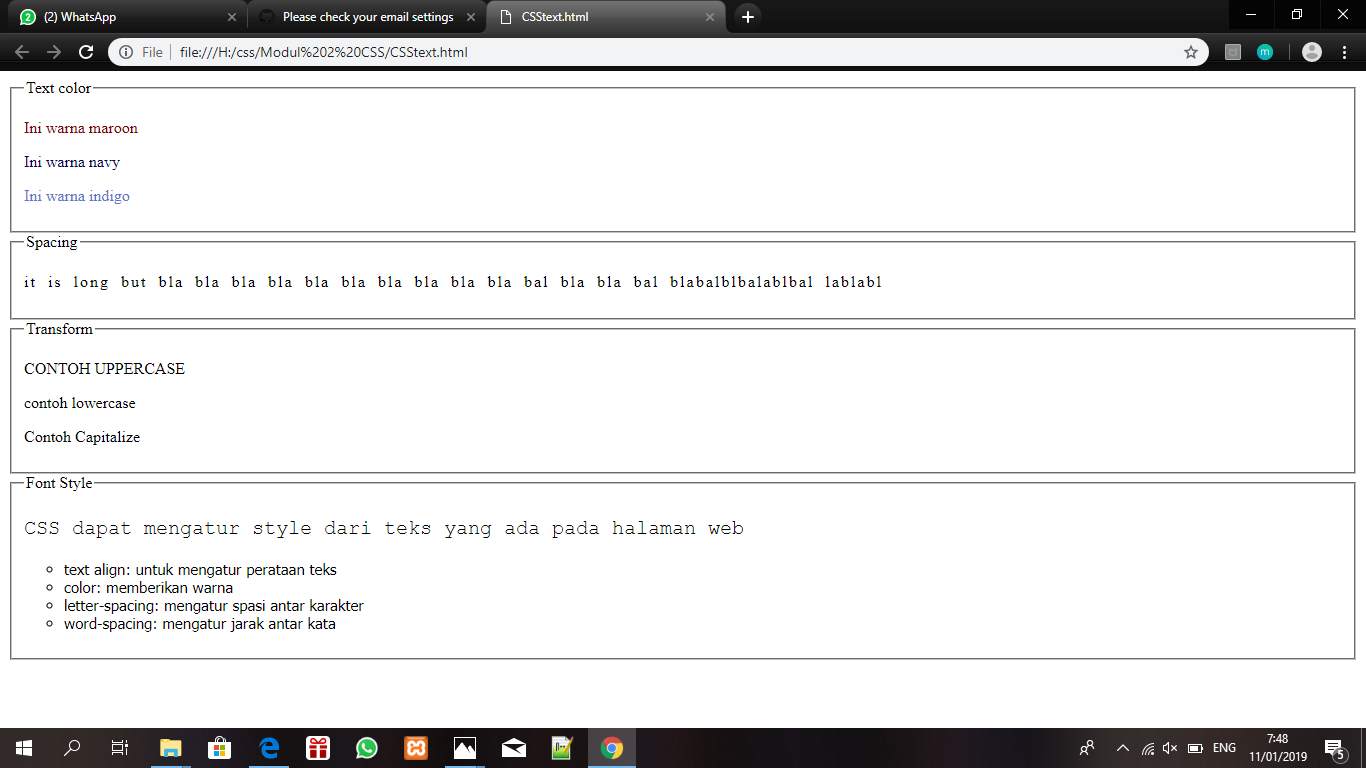 (2) WhatsApp
Please check your email settings
CSStext.html
File
file:///H:/css/Modul%202%20CSS/CSStext.html
m
Text color
Ini warna maroon
Ini warna navy
Ini warna indigo
Spacing
it is long but bla bla bla bla bla bla bla bla bla bla bal bla bla bal blabalblbalablbal lablabl
Transform
CONTOH UPPERCASE
contoh lowercase
Contoh Capitalize
Font Style
CSS dapat mengatur style dari teks yang ada pada halaman web
text align: untuk mengatur perataan teks
color: memberikan warna
letter-spacing: mengatur spasi antar karakter
word-spacing: mengatur jarak antar kata
ENG
7:48
11/01/2019
5